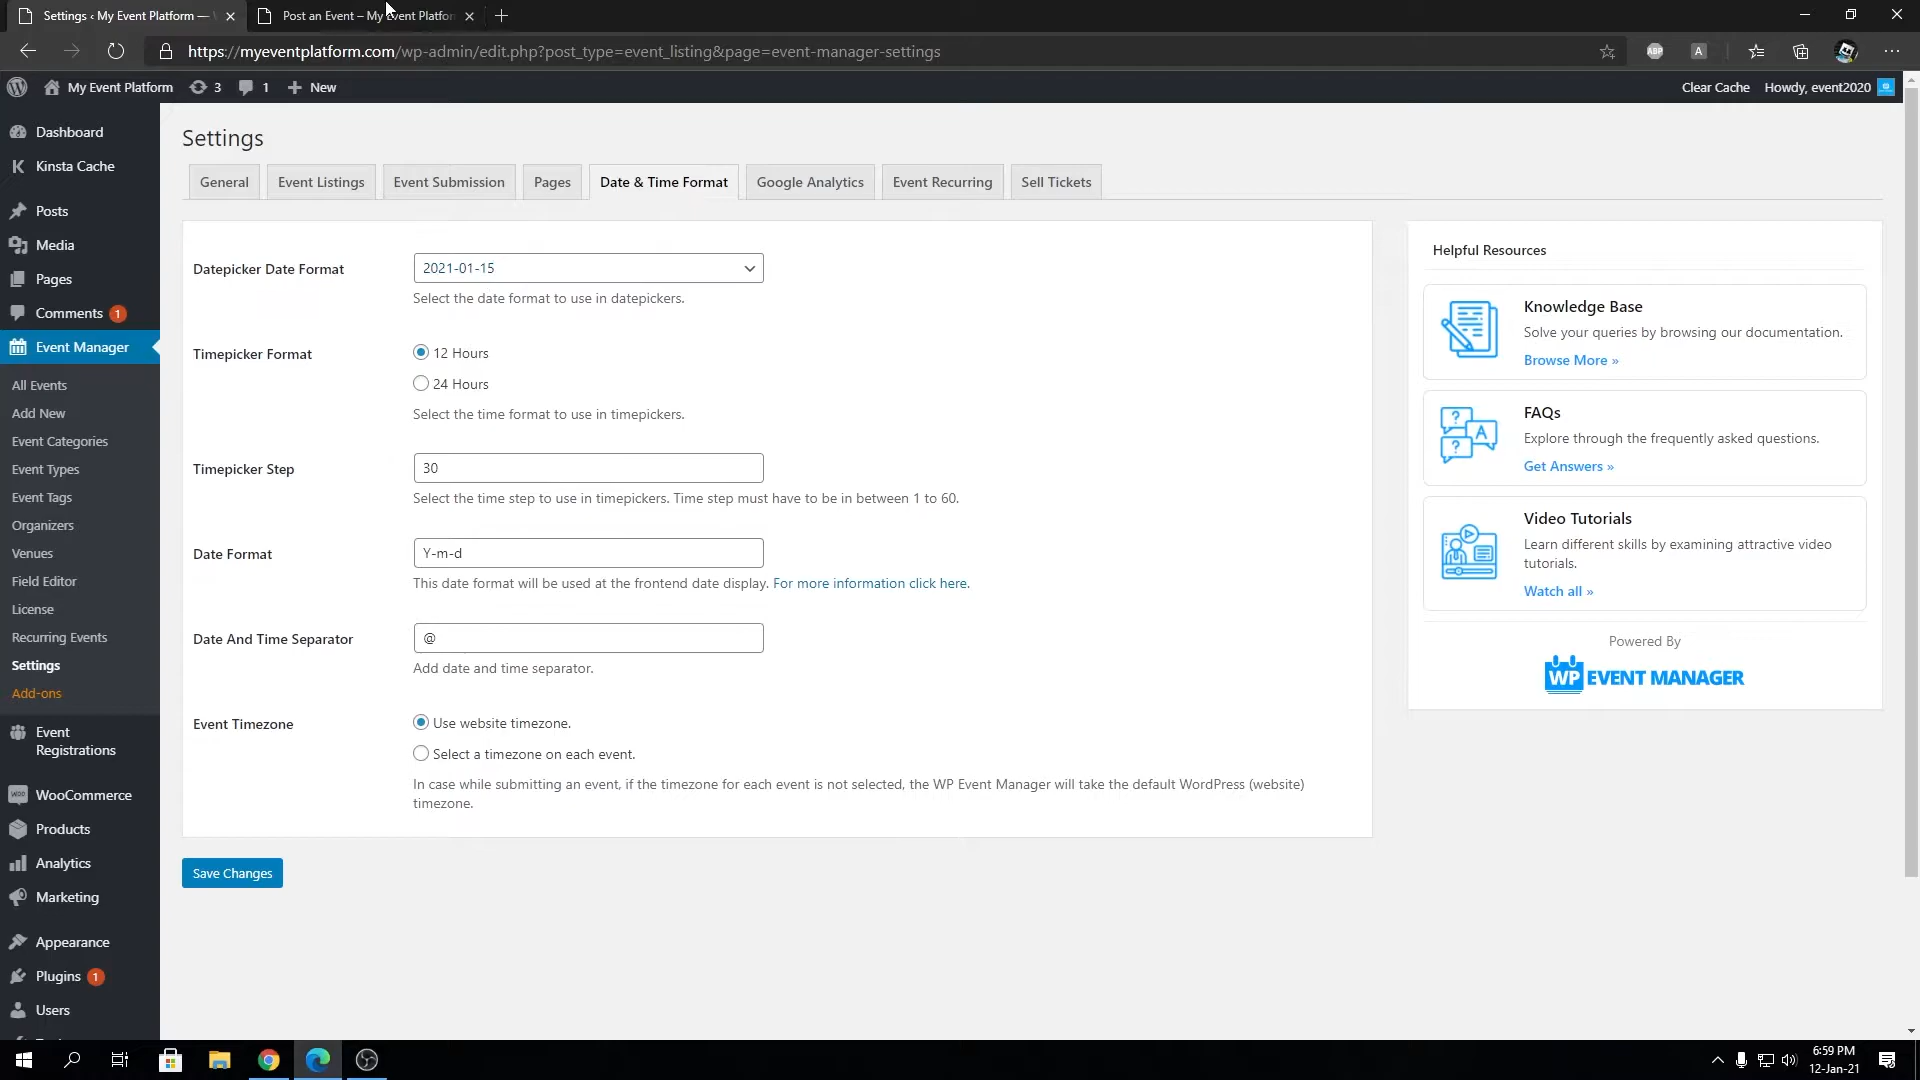 Settings ‹ My Event Platform —
Post an Event – My Event Platfor
https://myeventplatform.com/wp-admin/edit.php?post_type=event_listing&page=event-manager-settings
ABP
A
My Event Platform
3
1
New
Clear Cache
Howdy, event2020
Dashboard
Kinsta Cache
Posts
Media
Pages
Comments 1
Event Manager
All Events
Add New
Event Categories
Event Types
Event Tags
Organizers
Venues
Field Editor
License
Recurring Events
Settings
Add-ons
Event
Registrations
WooCommerce
Products
Analytics
Marketing
Appearance
Plugins 1
Users
Settings
General
Event Listings
Event Submission
Pages
Date & Time Format
Google Analytics
Event Recurring
Sell Tickets
Datepicker Date Format
2021-01-15
Select the date format to use in datepickers.
Timepicker Format
12 Hours
24 Hours
Select the time format to use in timepickers.
Timepicker Step
30
Select the time step to use in timepickers. Time step must have to be in between 1 to 60.
Date Format
Y-m-d
This date format will be used at the frontend date display. For more information click here.
Date And Time Separator
@
Add date and time separator.
Event Timezone
Use website timezone.
Select a timezone on each event.
In case while submitting an event, if the timezone for each event is not selected, the WP Event Manager will take the default WordPress (website)
timezone.
Save Changes
Helpful Resources
Knowledge Base
Solve your queries by browsing our documentation.
Browse More »
FAQs
Explore through the frequently asked questions.
Get Answers »
Video Tutorials
Learn different skills by examining attractive video
tutorials.
Watch all »
Powered By
WP EVENT MANAGER
6:59 PM
12-Jan-21